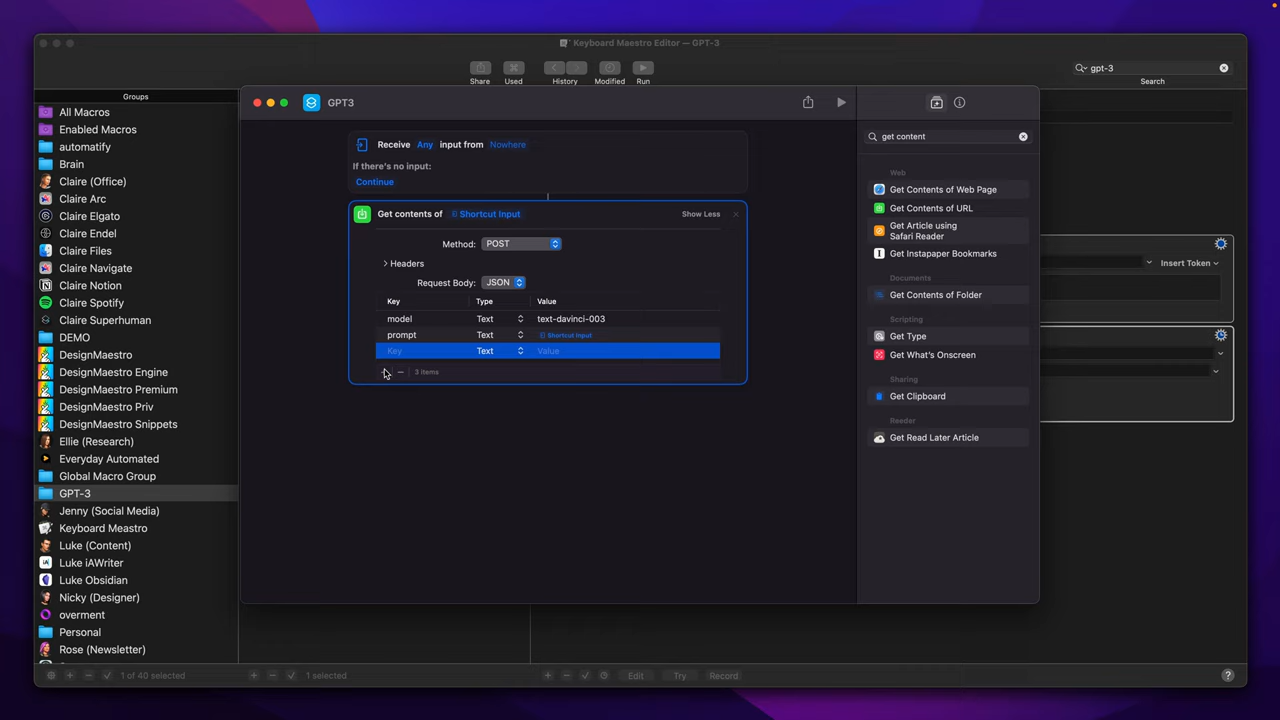 Keyboard Maestro Editor — GPT-3
Share
Used
History
Modified
Run
gpt-3
Search
Groups
All Macros
Enabled Macros
automatify
Brain
Claire (Office)
Claire Arc
Claire Elgato
Claire Endel
Claire Files
Claire Navigate
Claire Notion
Claire Spotify
Claire Superhuman
DEMO
DesignMaestro
DesignMaestro Engine
DesignMaestro Premium
DesignMaestro Priv
DesignMaestro Snippets
Ellie (Research)
Everyday Automated
Global Macro Group
GPT-3
Jenny (Social Media)
Keyboard Meastro
Luke (Content)
Luke iAWriter
Luke Obsidian
Nicky (Designer)
overment
Personal
Rose (Newsletter)
1 of 40 selected
GPT3
Receive Any input from Nowhere
If there's no input:
Continue
Get contents of Shortcut Input
Show Less
Method: POST
Headers
Request Body: JSON
Key Type Value
model Text text-davinci-003
prompt Text Shortcut Input
Key Text Value
3 items
get content
Web
Get Contents of Web Page
Get Contents of URL
Get Article using
Safari Reader
Get Instapaper Bookmarks
Documents
Get Contents of Folder
Scripting
Get Type
Get What's Onscreen
Sharing
Get Clipboard
Reeder
Get Read Later Article
Insert Token
1 selected
Edit
Try
Record
?